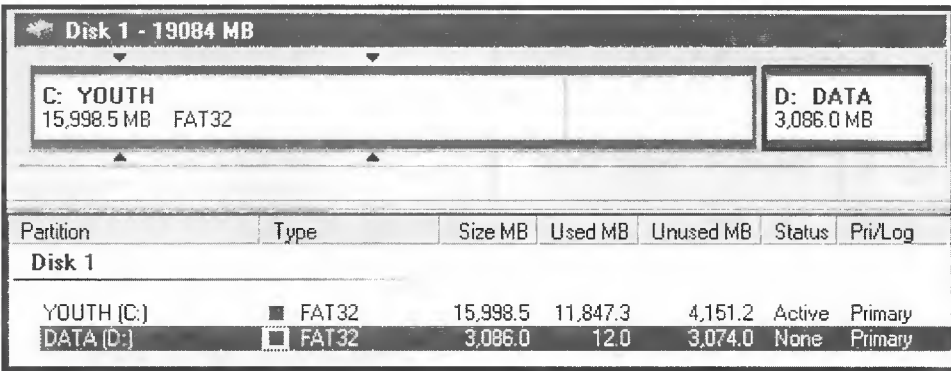 Disk 1 - 19084 MB
C: YOUTH
15,998.5 MB FAT32
D: DATA
3,086.0 MB
Partition Type Size MB Used MB Unused MB Status Pri/Log
Disk 1
YOUTH (C:) FAT32 15,998.5 11,847.3 4,151.2 Active Primary
DATA (D:) FAT32 3,086.0 12.0 3,074.0 None Primary